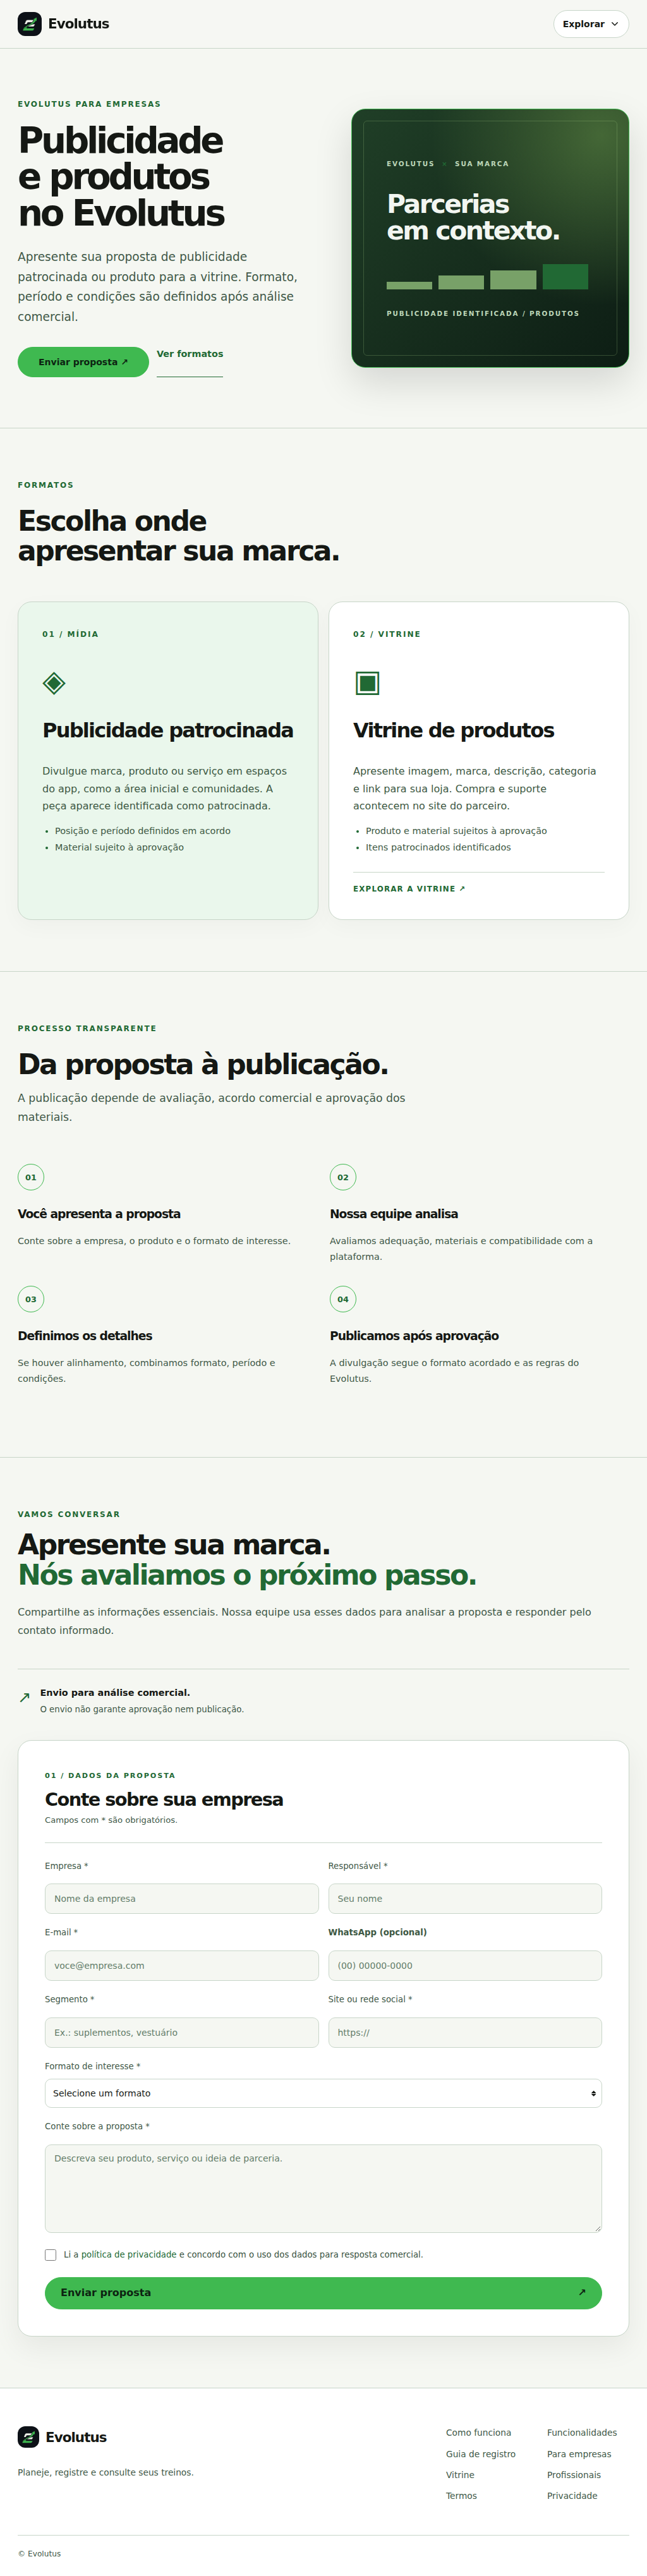 Evolutus
Explorar
EVOLUTUS PARA EMPRESAS
Publicidade
e produtos
no Evolutus
Apresente sua proposta de publicidade
patrocinada ou produto para a vitrine. Formato,
período e condições são definidos após análise
comercial.
Enviar proposta ↗
Ver formatos
EVOLUTUS SUA MARCA
Parcerias
em contexto.
PUBLICIDADE IDENTIFICADA / PRODUTOS
FORMATOS
Escolha onde
apresentar sua marca.
01 / MÍDIA
Publicidade patrocinada
Divulgue marca, produto ou serviço em espaços
do app, como a área inicial e comunidades. A
peça aparece identificada como patrocinada.
• Posição e período definidos em acordo
• Material sujeito à aprovação
02 / VITRINE
Vitrine de produtos
Apresente imagem, marca, descrição, categoria
e link para sua loja. Compra e suporte
acontecem no site do parceiro.
• Produto e material sujeitos à aprovação
• Itens patrocinados identificados
EXPLORAR A VITRINE ↗
PROCESSO TRANSPARENTE
Da proposta à publicação.
A publicação depende de avaliação, acordo comercial e aprovação dos
materiais.
01
Você apresenta a proposta
Conte sobre a empresa, o produto e o formato de interesse.
02
Nossa equipe analisa
Avaliamos adequação, materiais e compatibilidade com a
plataforma.
03
Definimos os detalhes
Se houver alinhamento, combinamos formato, período e
condições.
04
Publicamos após aprovação
A divulgação segue o formato acordado e as regras do
Evolutus.
VAMOS CONVERSAR
Apresente sua marca.
Nós avaliamos o próximo passo.
Compartilhe as informações essenciais. Nossa equipe usa esses dados para analisar a proposta e responder pelo
contato informado.
↗ Envio para análise comercial.
O envio não garante aprovação nem publicação.
01 / DADOS DA PROPOSTA
Conte sobre sua empresa
Campos com * são obrigatórios.
Empresa *
Nome da empresa
Responsável *
Seu nome
E-mail *
voce@empresa.com
WhatsApp (opcional)
(00) 00000-0000
Segmento *
Ex.: suplementos, vestuário
Site ou rede social *
https://
Formato de interesse *
Selecione um formato
Conte sobre a proposta *
Descreva seu produto, serviço ou ideia de parceria.
Li a política de privacidade e concordo com o uso dos dados para resposta comercial.
Enviar proposta ↗
Evolutus
Planeje, registre e consulte seus treinos.
Como funciona
Funcionalidades
Guia de registro
Para empresas
Vitrine
Profissionais
Termos
Privacidade
© Evolutus